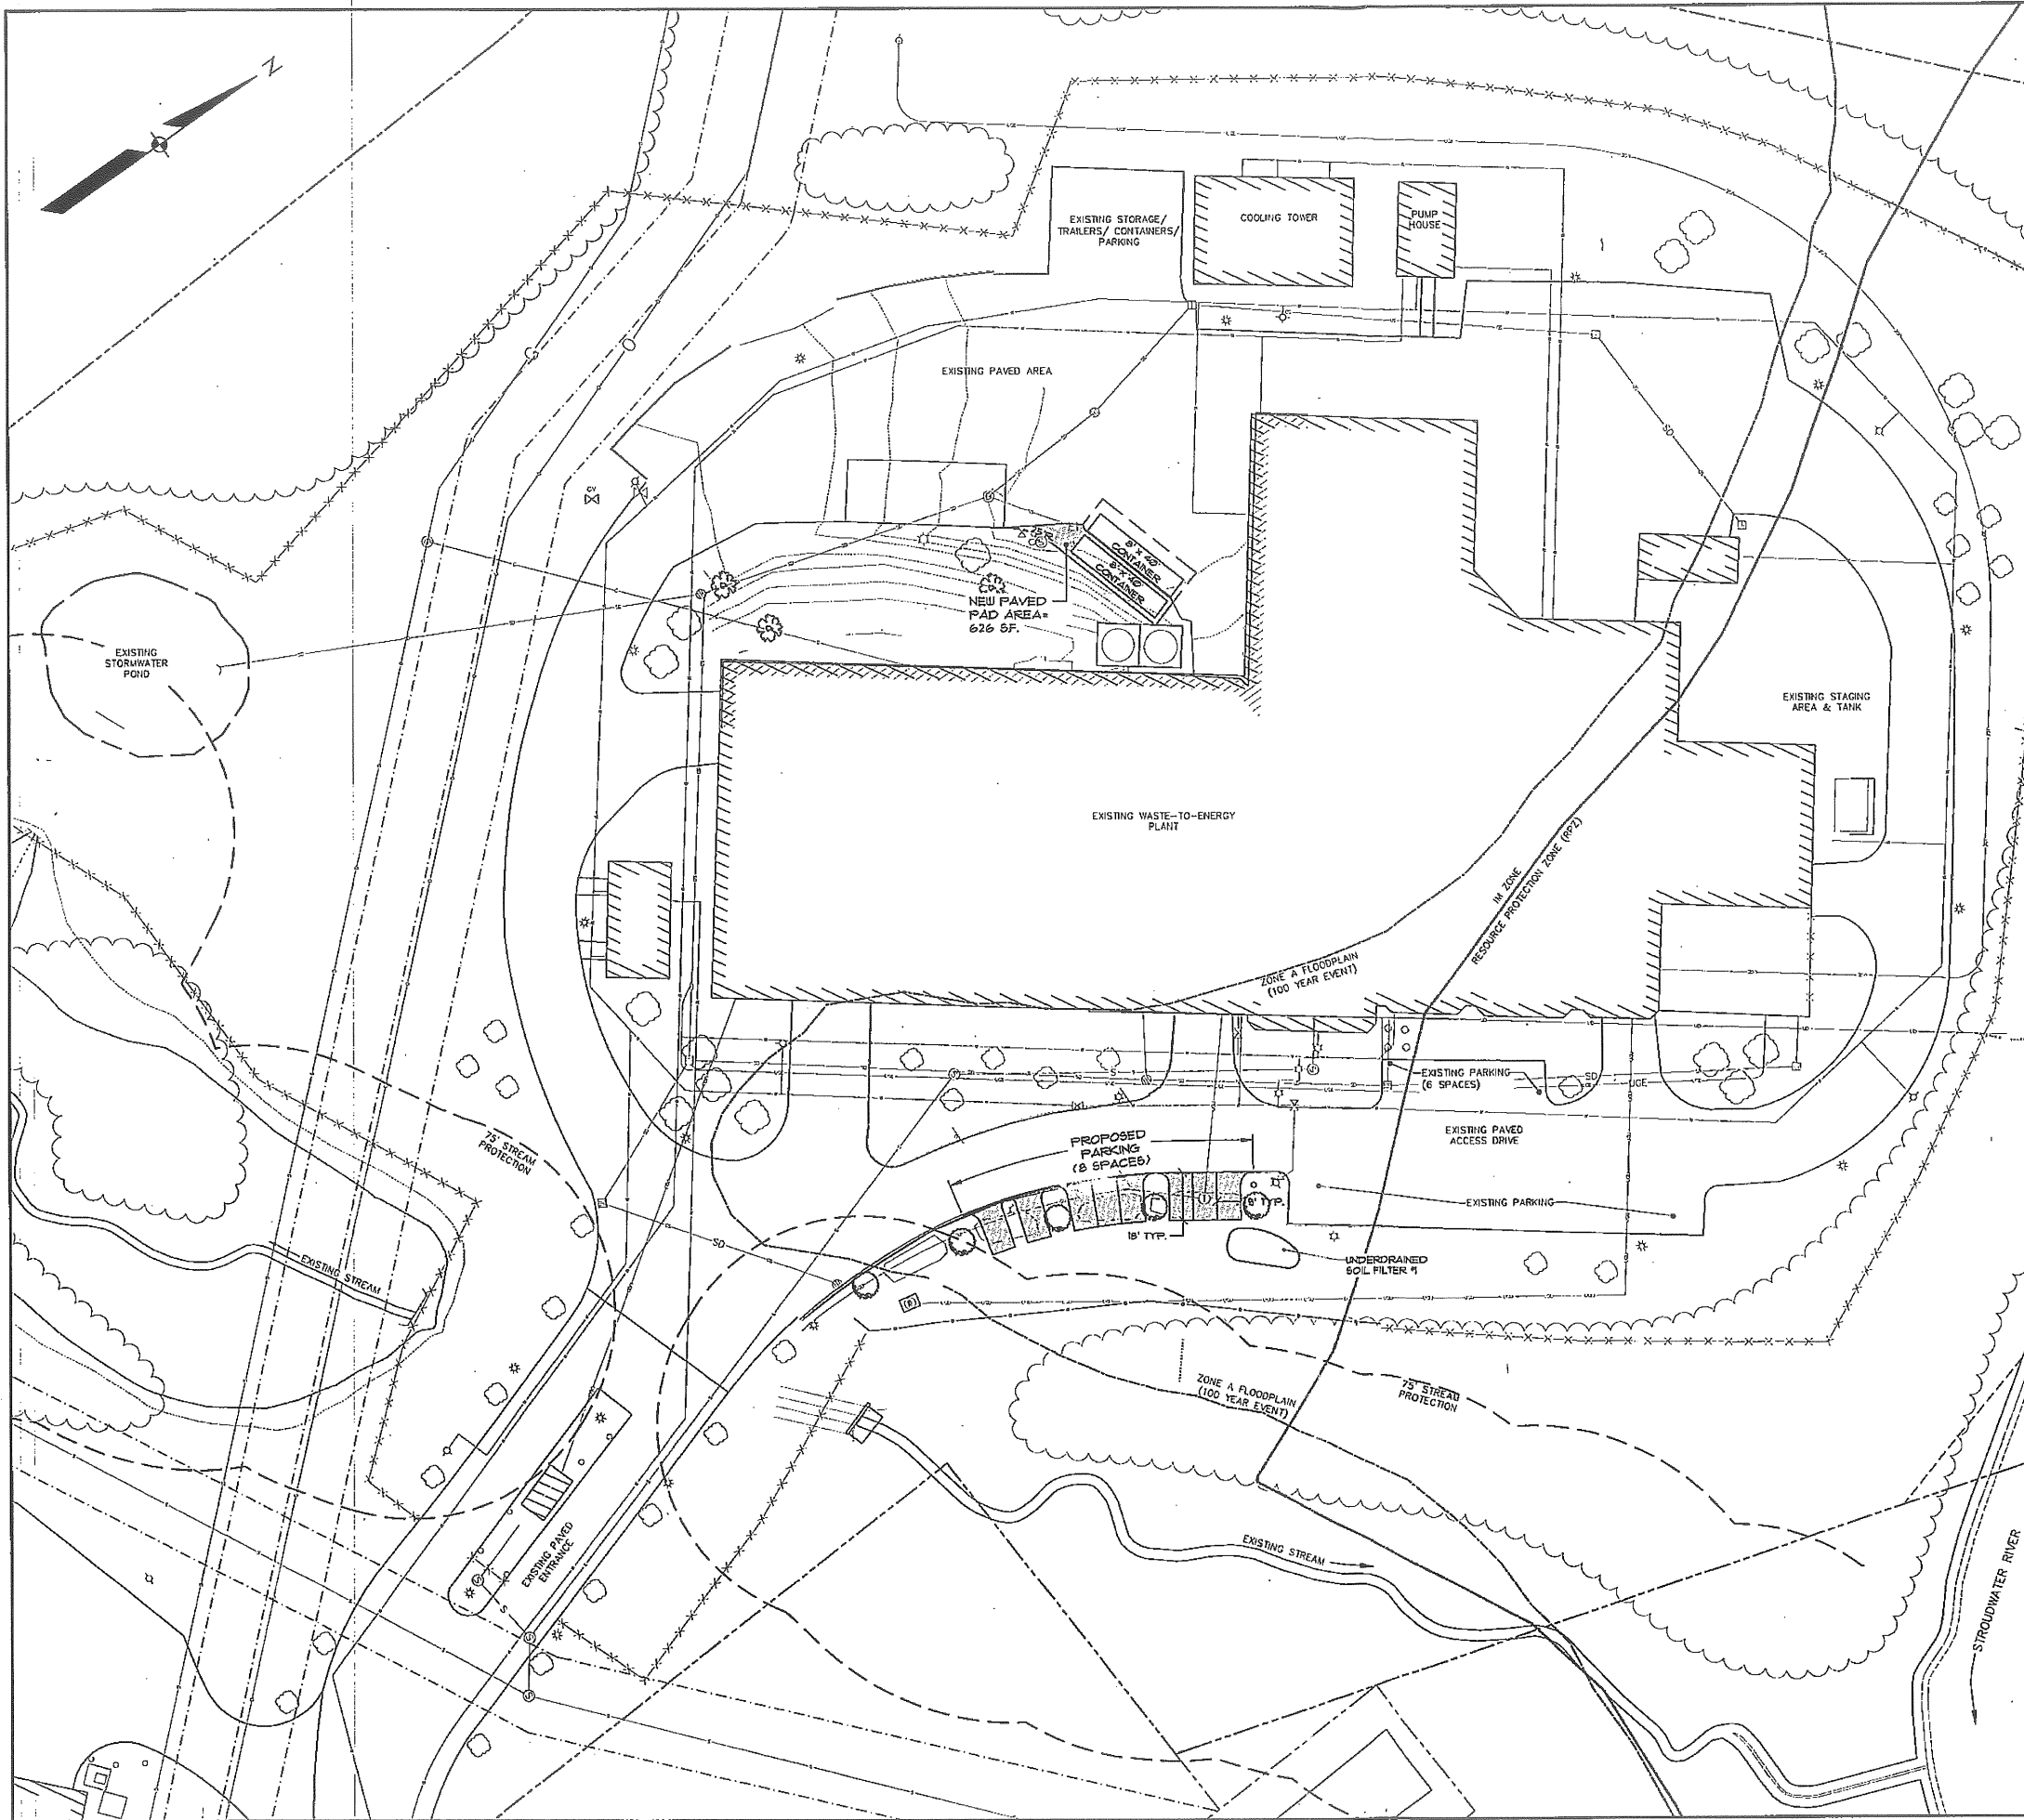 N
EXISTING STORAGE/
TRAILERS/ CONTAINERS/
PARKING
COOLING TOWER
PUMP
HOUSE
EXISTING PAVED AREA
SD
GV
8' X 40'
CONTAINER
8' X 40'
CONTAINER
NEW PAVED
PAD AREA=
626 SF.
EXISTING
STORMWATER
POND
EXISTING STAGING
AREA & TANK
EXISTING WASTE-TO-ENERGY
PLANT
IM ZONE
RESOURCE PROTECTION ZONE (RPZ)
ZONE A FLOODPLAIN
(100 YEAR EVENT)
EXISTING PARKING
(6 SPACES)
SD
UGE
S
75' STREAM
PROTECTION
PROPOSED
PARKING
(8 SPACES)
EXISTING PAVED
ACCESS DRIVE
EXISTING PARKING
9' TYP.
18' TYP.
SD
EXISTING STREAM
UNDERDRAINED
SOIL FILTER #1
ZONE A FLOODPLAIN
(100 YEAR EVENT)
75' STREAM
PROTECTION
EXISTING PAVED
ENTRANCE
S
EXISTING STREAM
STROUDWATER RIVER